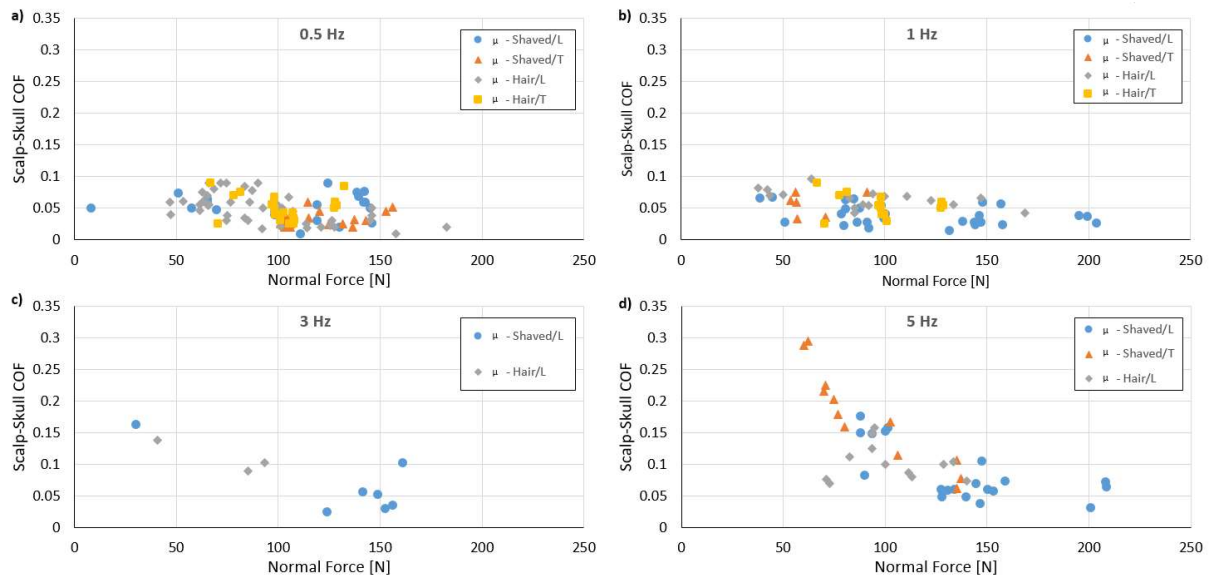 a)
0.5 Hz
Scalp-Skull COF
0.35
0.3
0.25
0.2
0.15
0.1
0.05
0
μ - Shaved/L
μ - Shaved/T
μ - Hair/L
μ - Hair/T
0 50 100 150 200 250
Normal Force [N]
b)
1 Hz
Scalp-Skull COF
0.35
0.3
0.25
0.2
0.15
0.1
0.05
0
μ - Shaved/L
μ - Shaved/T
μ - Hair/L
μ - Hair/T
0 50 100 150 200 250
Normal Force [N]
c)
3 Hz
Scalp-Skull COF
0.35
0.3
0.25
0.2
0.15
0.1
0.05
0
μ - Shaved/L
μ - Hair/L
0 50 100 150 200 250
Normal Force [N]
d)
5 Hz
Scalp-Skull COF
0.35
0.3
0.25
0.2
0.15
0.1
0.05
0
μ - Shaved/L
μ - Shaved/T
μ - Hair/L
0 50 100 150 200 250
Normal Force [N]